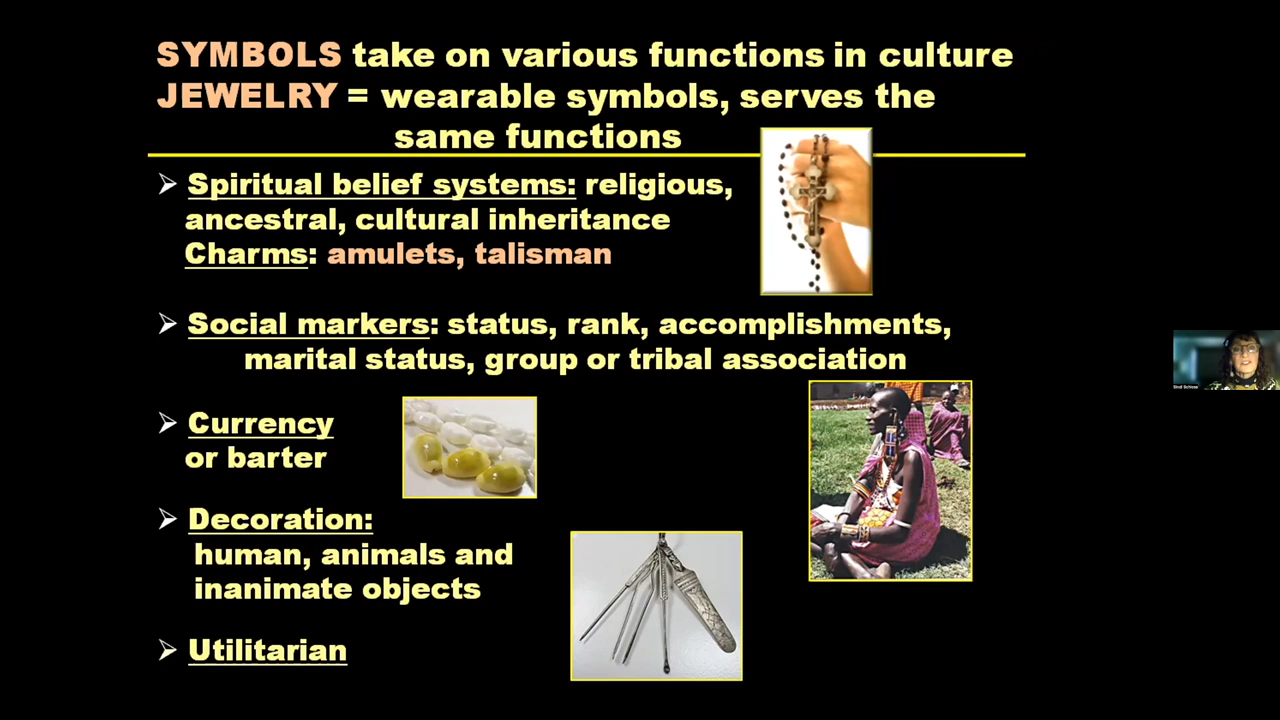 SYMBOLS take on various functions in culture
JEWELRY = wearable symbols, serves the
same functions
Spiritual belief systems: religious,
ancestral, cultural inheritance
Charms: amulets, talisman
Social markers: status, rank, accomplishments,
marital status, group or tribal association
Currency
or barter
Decoration:
human, animals and
inanimate objects
Utilitarian